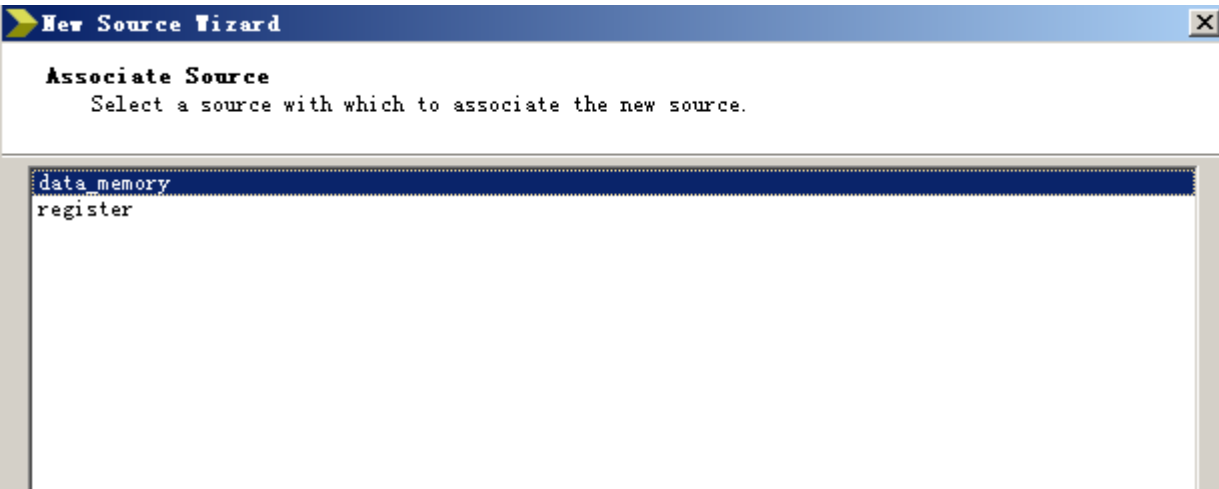 New Source Wizard
Associate Source
Select a source with which to associate the new source.
data_memory
register